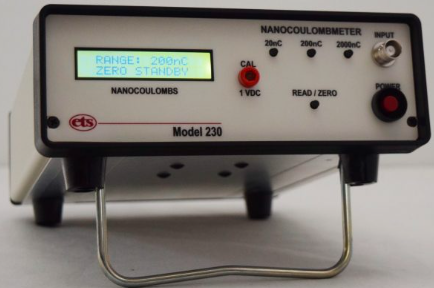 NANOCOULOMBMETER
20nC 200nC 2000nC
INPUT
RANGE: 200nC
ZERO STANDBY
NANOCOULOMBS
CAL
1 VDC
READ / ZERO
POWER
ets
Model 230